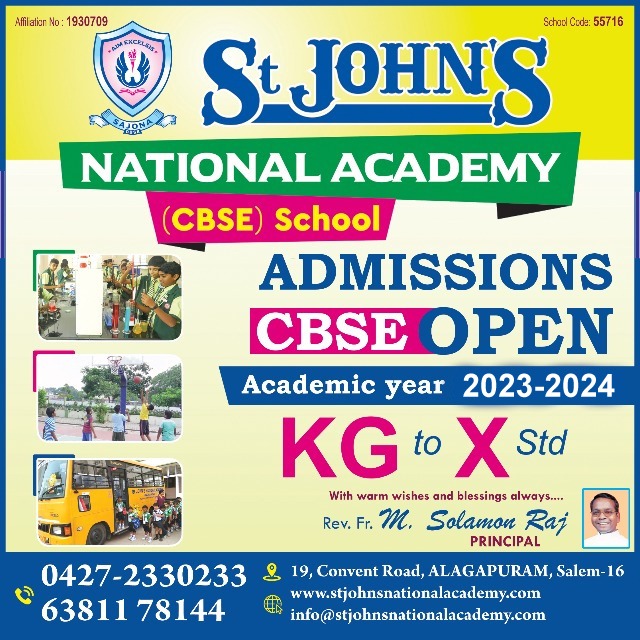 Affiliation No : 1930709
School Code: 55716
AIM EXCELSIS
SAJONA
St JOHN'S
NATIONAL ACADEMY
(CBSE) School
ADMISSIONS
CBSE OPEN
Academic year 2023-2024
KG to X Std
With warm wishes and blessings always....
Rev. Fr. M. Solamon Raj
PRINCIPAL
0427-2330233
63811 78144
19, Convent Road, ALAGAPURAM, Salem-16
www.stjohnsnationalacademy.com
info@stjohnsnationalacademy.com